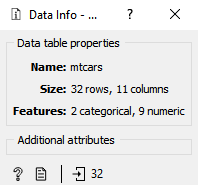 Data Info - ...
Data table properties
Name: mtcars
Size: 32 rows, 11 columns
Features: 2 categorical, 9 numeric
Additional attributes
? 32